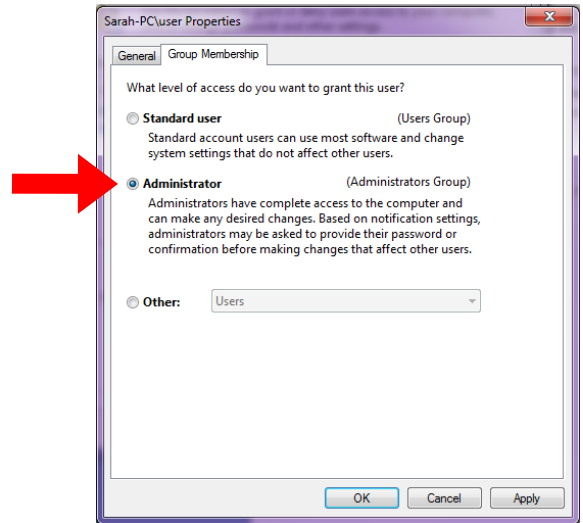 Sarah-PC\user Properties
General Group Membership
What level of access do you want to grant this user?
Standard user (Users Group)
Standard account users can use most software and change
system settings that do not affect other users.
Administrator (Administrators Group)
Administrators have complete access to the computer and
can make any desired changes. Based on notification settings,
administrators may be asked to provide their password or
confirmation before making changes that affect other users.
Other: Users
OK Cancel Apply